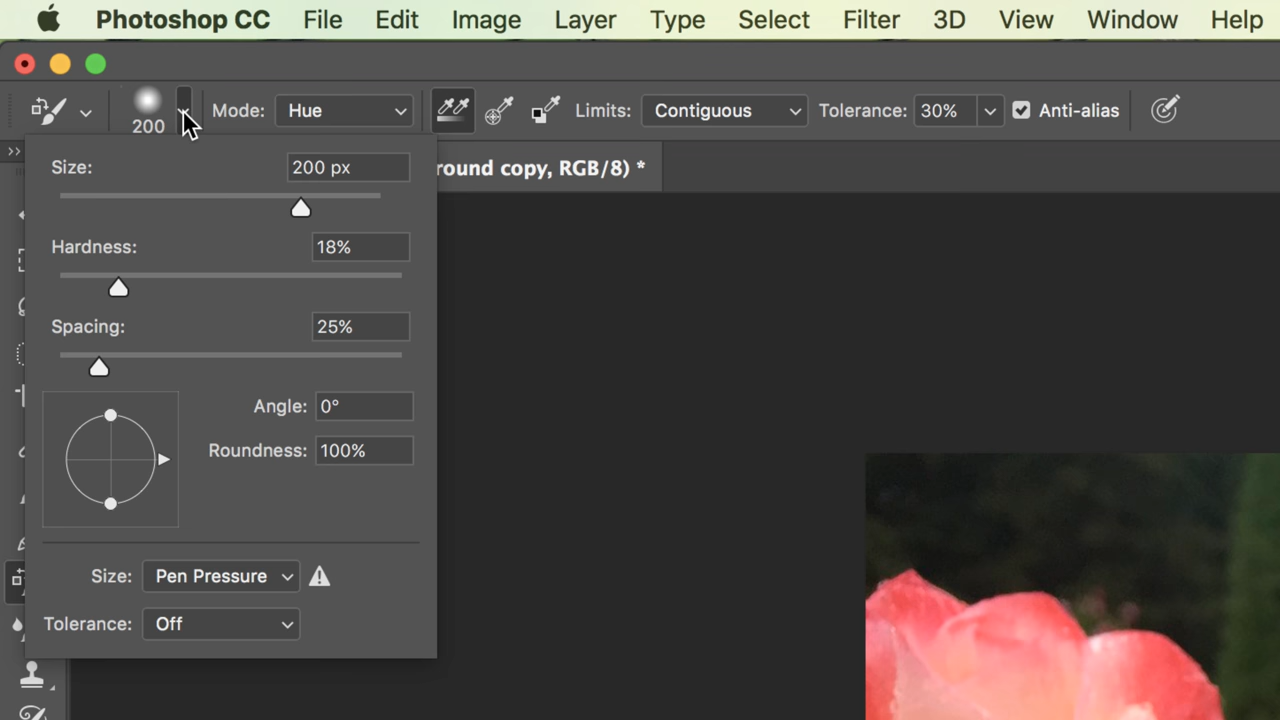 Photoshop CC File Edit Image Layer Type Select Filter 3D View Window Help
200 Mode: Hue Limits: Contiguous Tolerance: 30% Anti-alias
round copy, RGB/8) *
Size: 200 px
Hardness: 18%
Spacing: 25%
Angle: 0°
Roundness: 100%
Size: Pen Pressure
Tolerance: Off